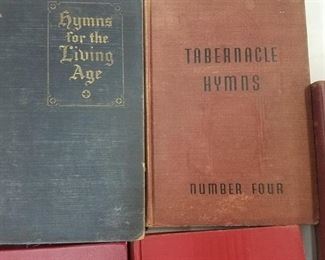 Hymns
for the
Living
Age
TABERNACLE
HYMNS
NUMBER FOUR